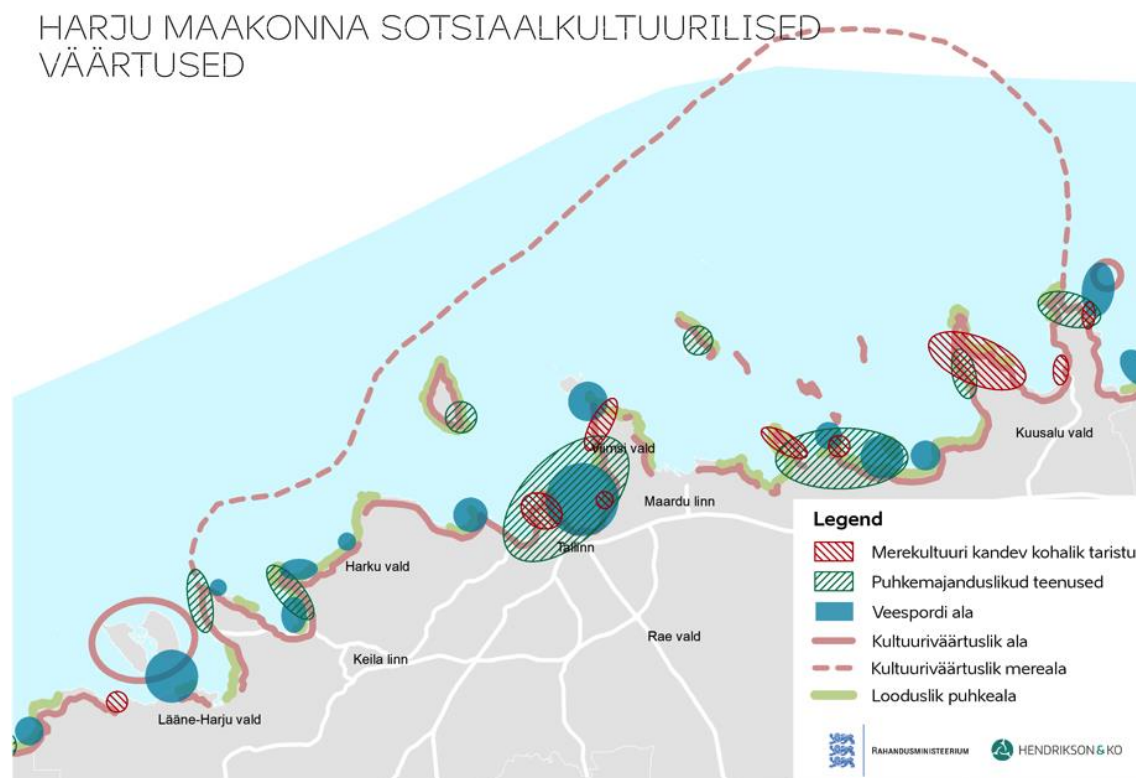 HARJU MAAKONNA SOTSIAALKULTUURILISED
VÄÄRTUSED
Kuusalu vald
Viimsi vald
Maardu linn
Tallinn
Harku vald
Rae vald
Keila linn
Lääne-Harju vald
Legend
Merekultuuri kandev kohalik taristu
Puhkemajanduslikud teenused
Veespordi ala
Kultuuriväärtuslik ala
Kultuuriväärtuslik mereala
Looduslik puhkeala
RAHANDUSMINISTEERIUM
HENDRIKSON & KO